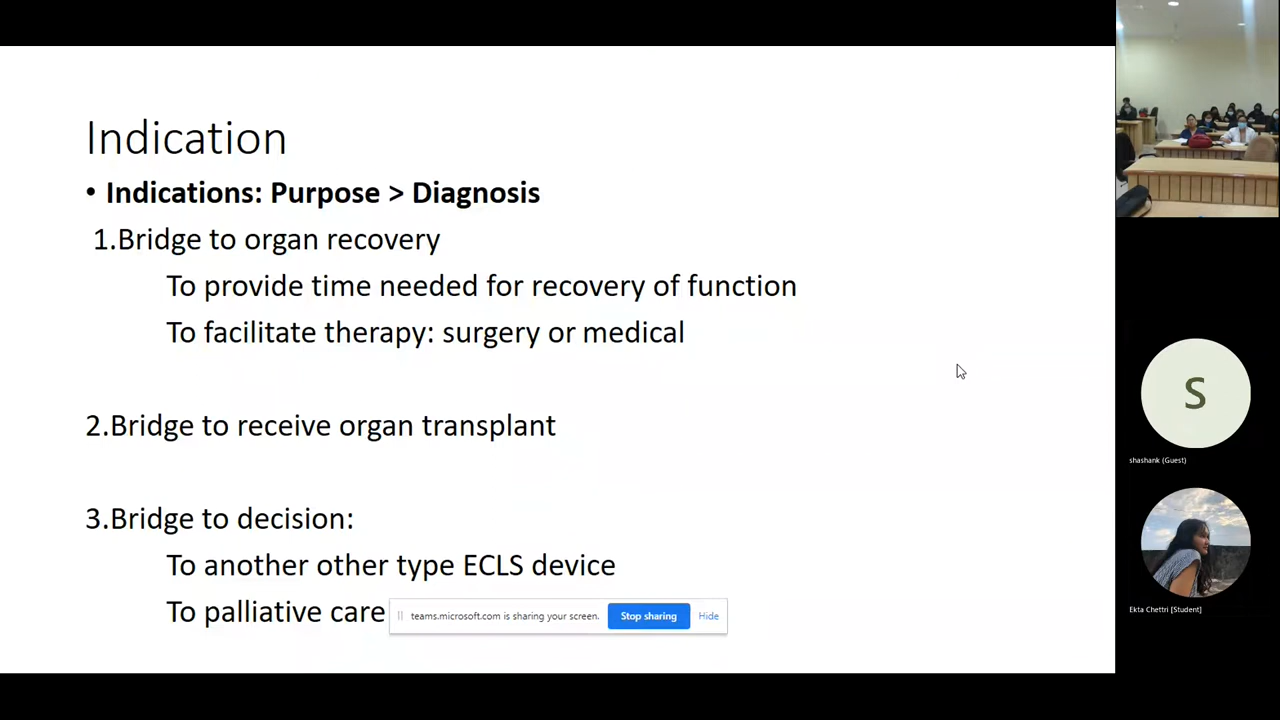 Indication
• Indications: Purpose > Diagnosis
1.Bridge to organ recovery
To provide time needed for recovery of function
To facilitate therapy: surgery or medical
2.Bridge to receive organ transplant
3.Bridge to decision:
To another other type ECLS device
To palliative care
teams.microsoft.com is sharing your screen.
Stop sharing
Hide
S
shashank (Guest)
Ekta Chettri [Student]